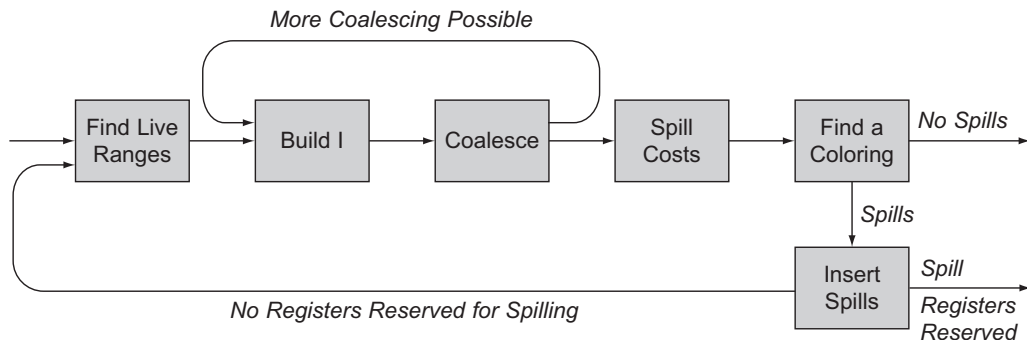 More Coalescing Possible
Find Live
Ranges
Build I
Coalesce
Spill
Costs
Find a
Coloring
No Spills
Spills
Insert
Spills
Spill
Registers
Reserved
No Registers Reserved for Spilling